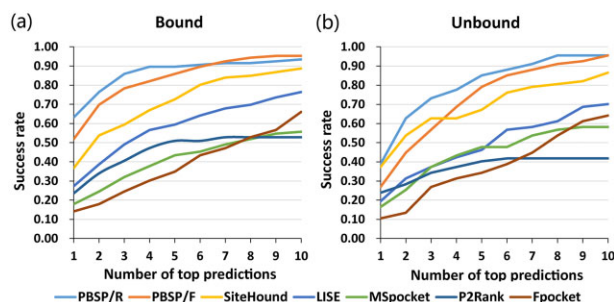 (a) Bound
Success rate
1.00
0.90
0.80
0.70
0.60
0.50
0.40
0.30
0.20
0.10
0.00
1 2 3 4 5 6 7 8 9 10
Number of top predictions
(b) Unbound
Success rate
1.00
0.90
0.80
0.70
0.60
0.50
0.40
0.30
0.20
0.10
0.00
1 2 3 4 5 6 7 8 9 10
Number of top predictions
PBSP/R PBSP/F SiteHound LISE MSpocket P2Rank Fpocket